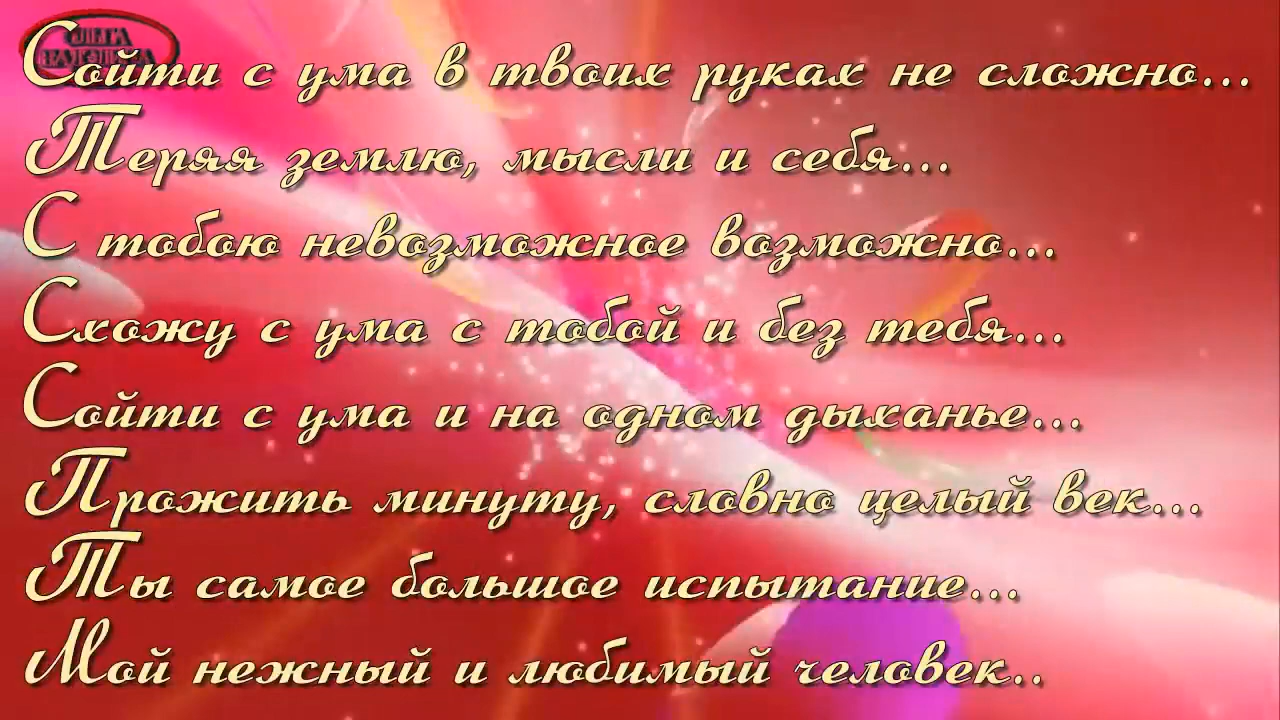 Сойти с ума в твоих руках не сложно...
Теряя землю, мысли и себя...
С тобою невозможное возможно...
Схожу с ума с тобой и без тебя...
Сойти с ума и на одном дыханье...
Прожить минуту, словно целый век...
Ты самое большое испытание...
Мой нежный и любимый человек..